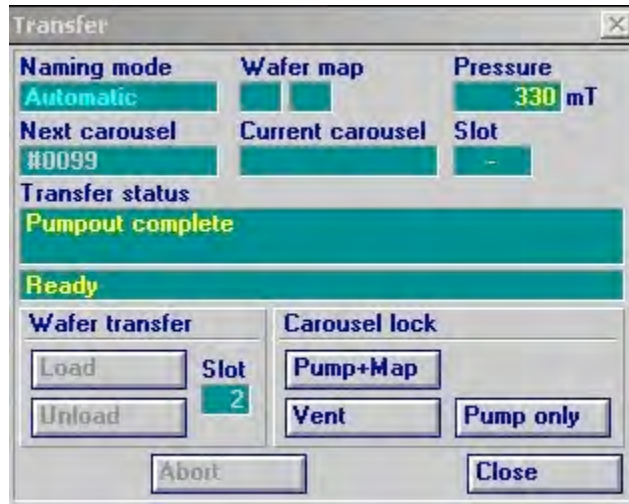 Transfer
Naming mode Wafer map Pressure
Automatic 330 mT
Next carousel Current carousel Slot
#0099 -
Transfer status
Pumpout complete
Ready
Wafer transfer Carousel lock
Load Slot Pump+Map
2
Unload Vent Pump only
Abort Close